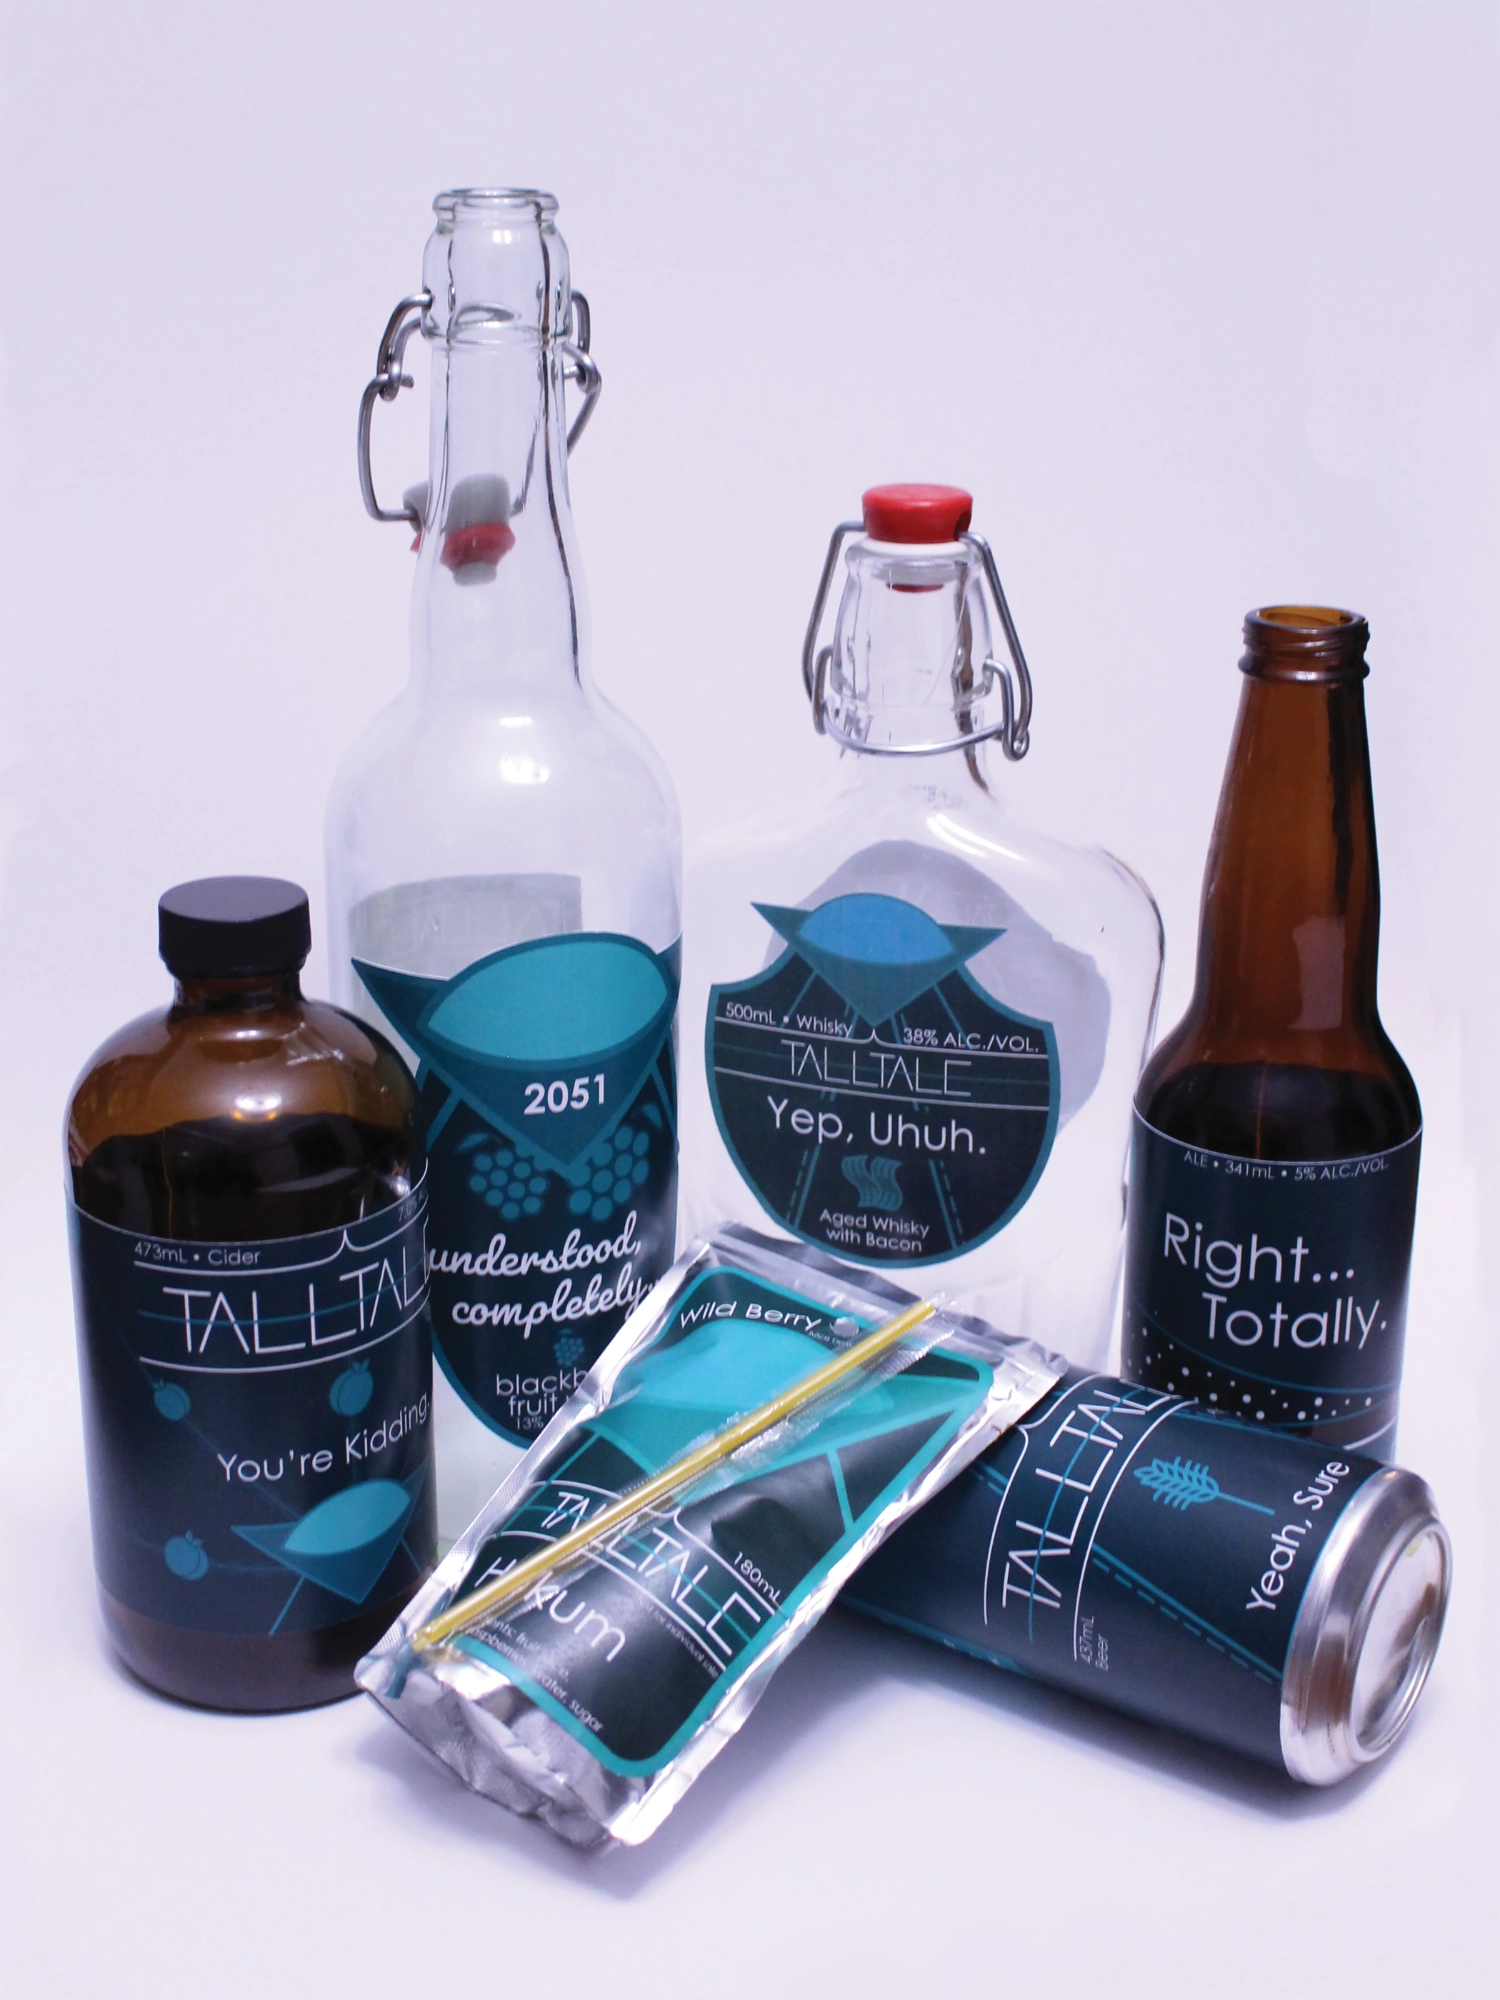 2051
understood,
completely.
fruit
13%
500mL • Whisky
38% ALC./VOL.
TALLTALE
Yep, Uhuh.
Aged Whisky
with Bacon
ALE • 341mL • 5% ALC./VOL.
Right...
Totally.
473mL • Cider
TALLTALE
You're Kidding.
Wild Berry
TALLTALE
180mL
water, sugar
TALLTALE
437mL
Beer
Yeah, Sure